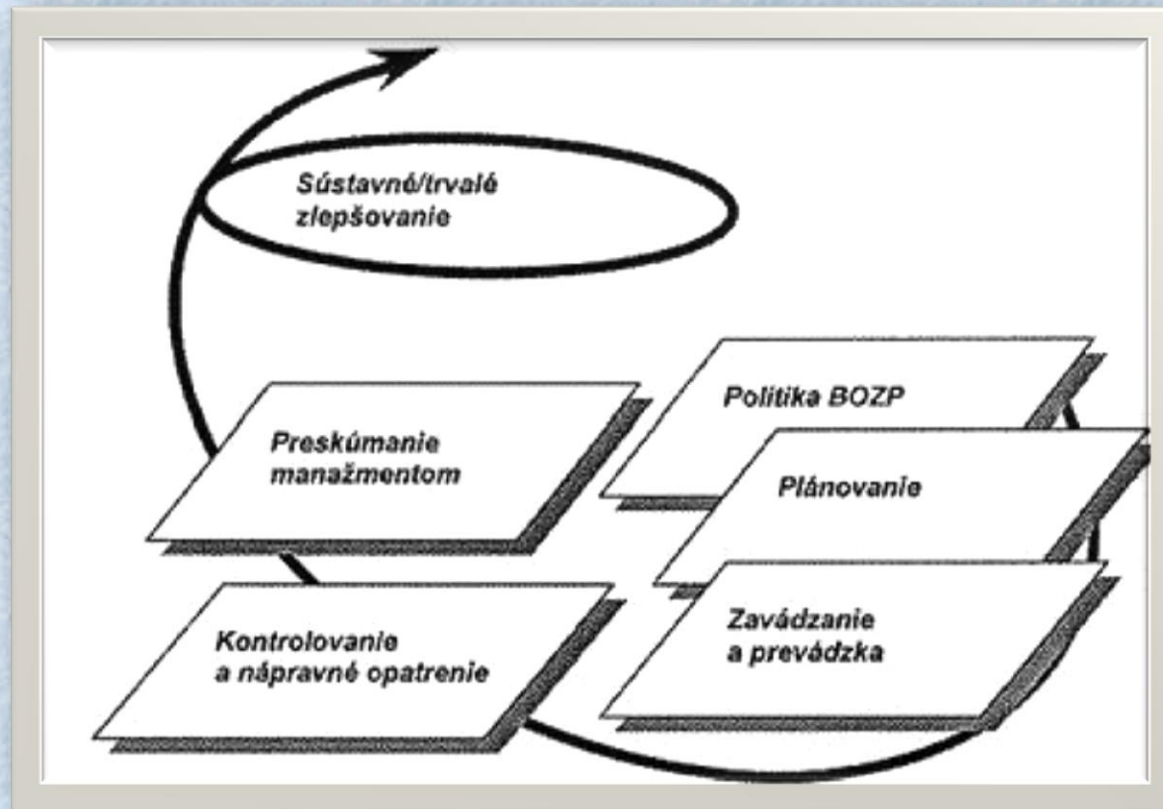 Sústavné/trvalé
zlepšovanie
Politika BOZP
Preskúmanie
manažmentom
Plánovanie
Zavádzanie
a prevádzka
Kontrolovanie
a nápravné opatrenie